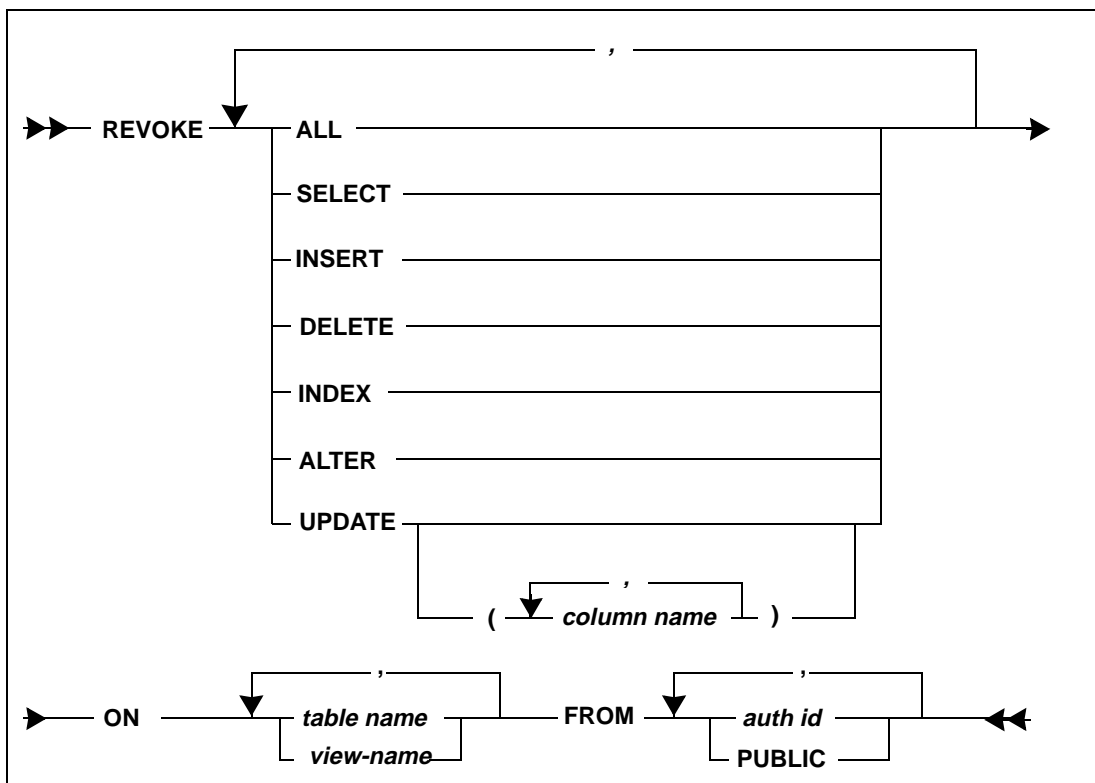 ,
REVOKE ALL
SELECT
INSERT
DELETE
INDEX
ALTER
UPDATE
,
( column name )
, ,
ON table name FROM auth id
view-name PUBLIC